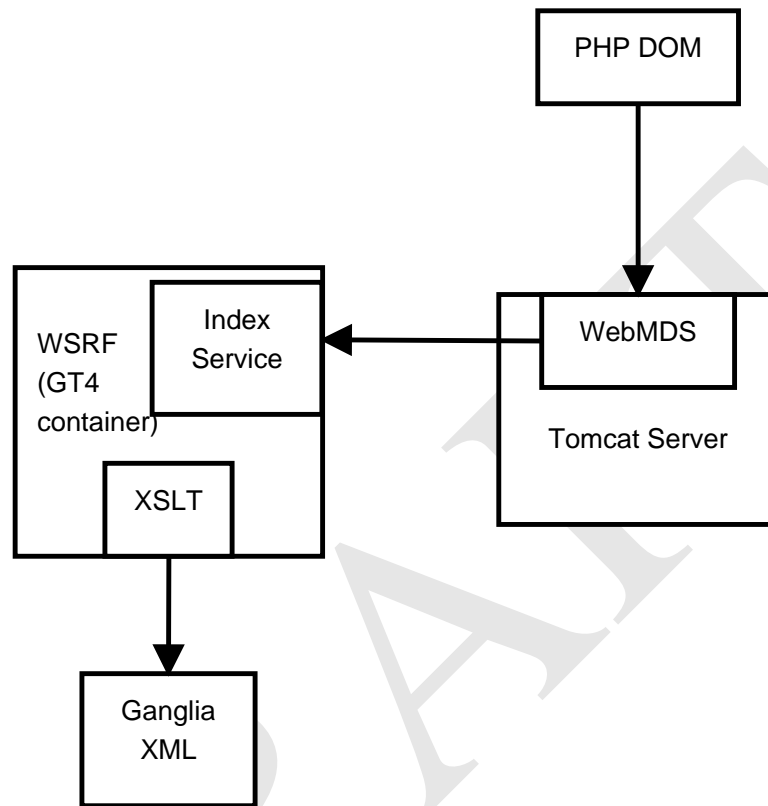 PHP DOM
Index
Service
WSRF
(GT4
container)
WebMDS
Tomcat Server
XSLT
Ganglia
XML